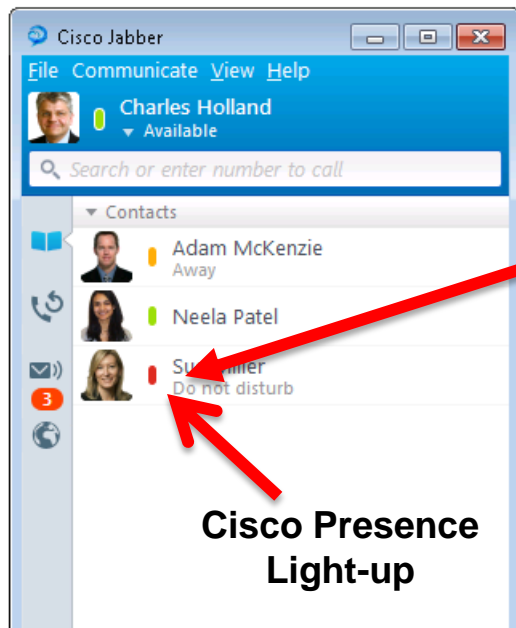 Cisco Jabber
File Communicate View Help
Charles Holland
Available
Search or enter number to call
Contacts
Adam McKenzie
Away
Neela Patel
Do not disturb
3
Cisco Presence
Light-up